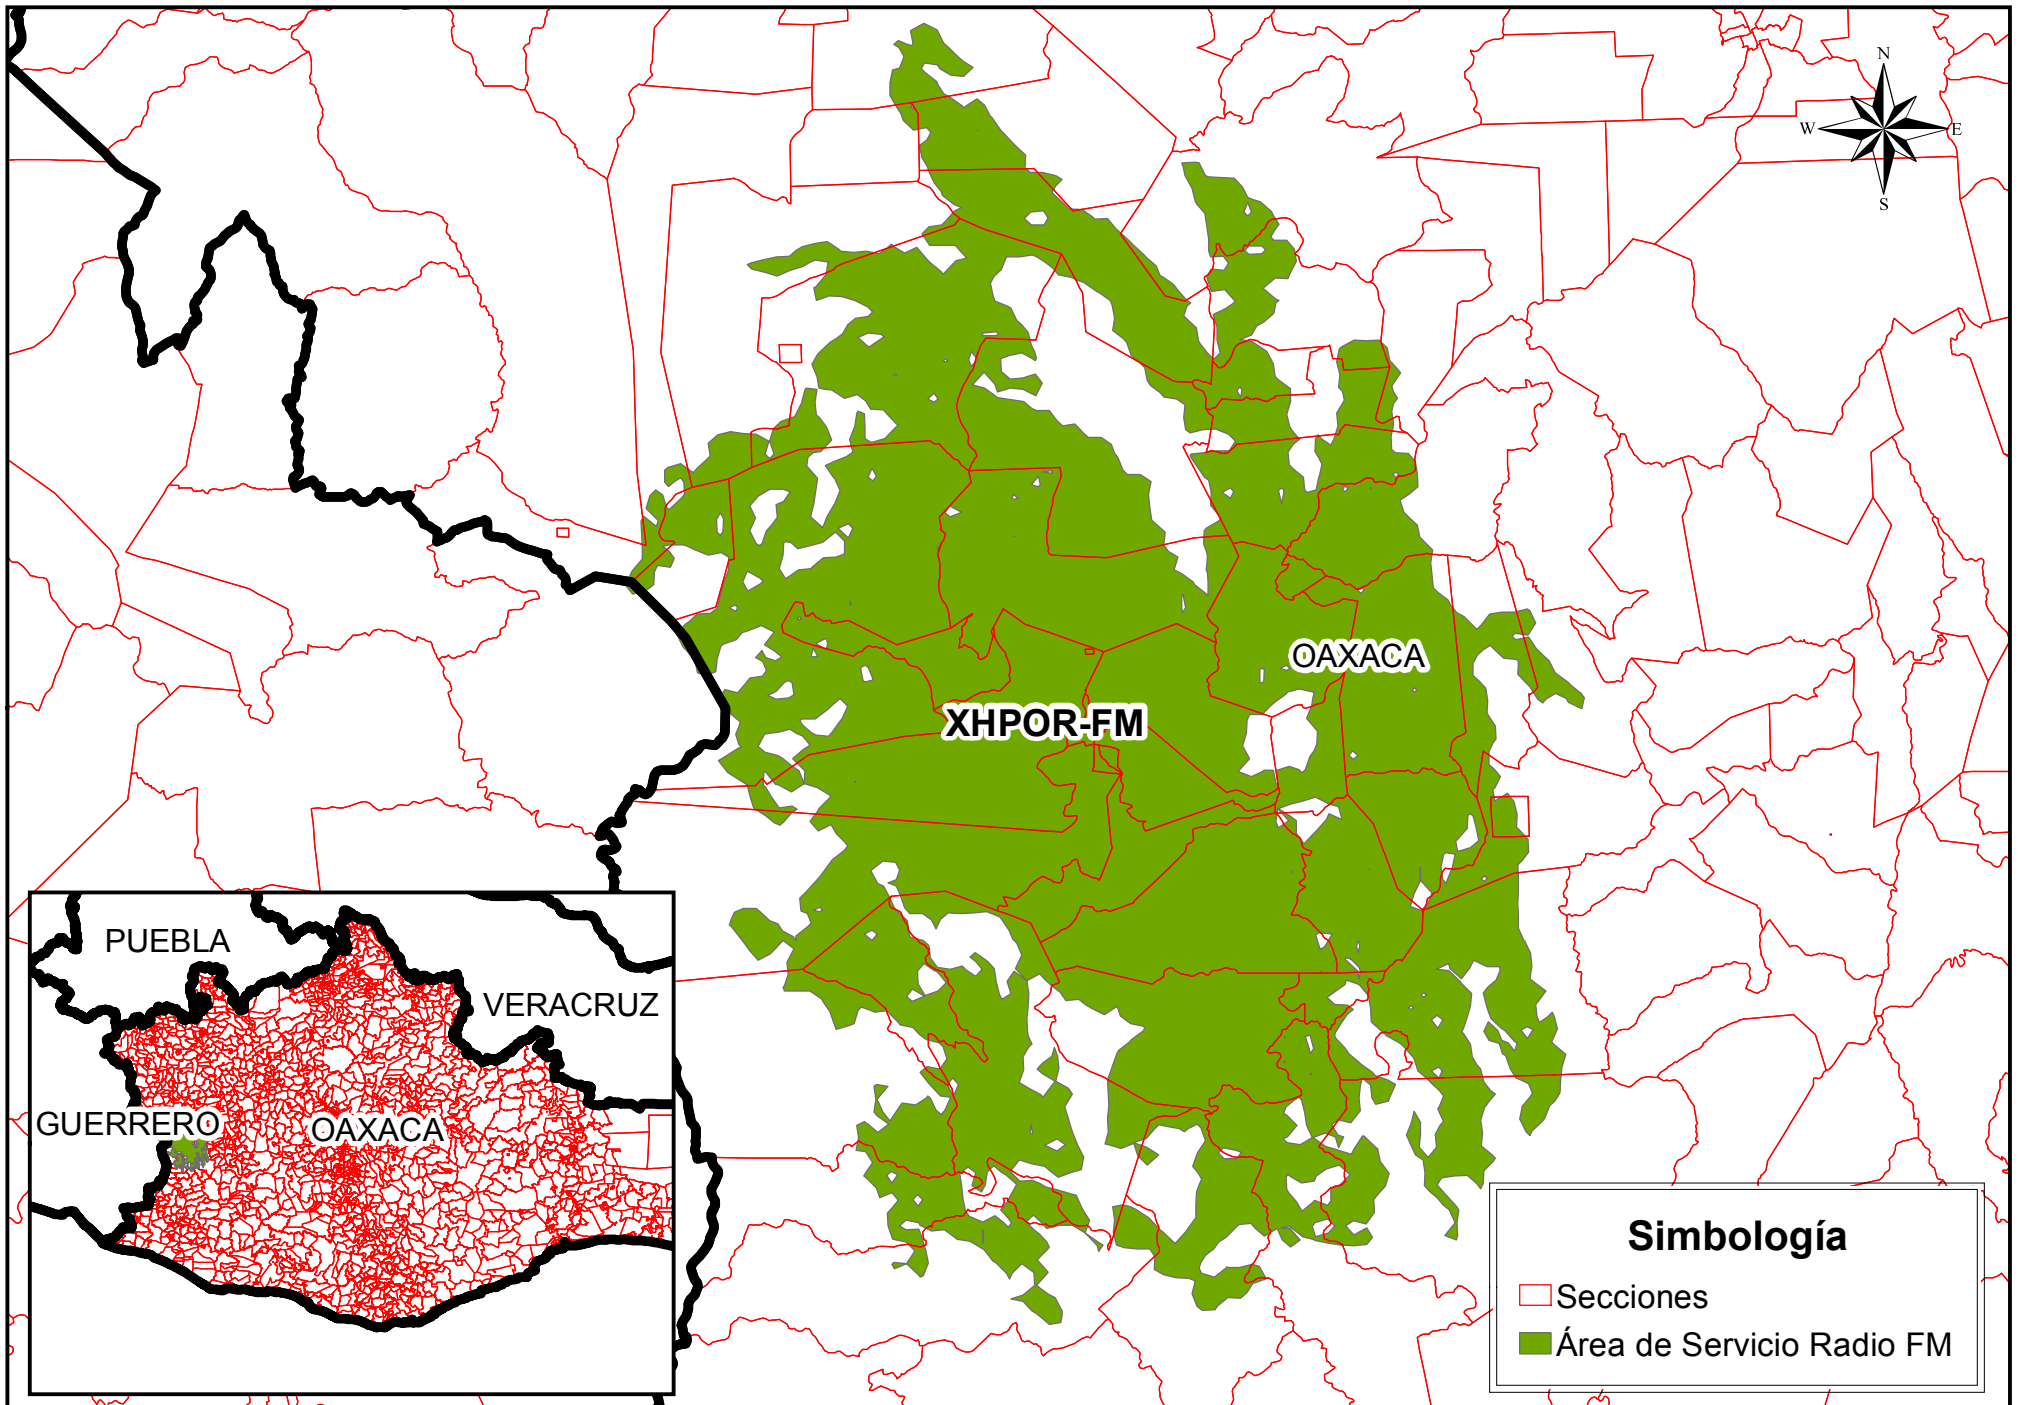 N
W E
S
OAXACA
XHPOR-FM
PUEBLA
VERACRUZ
GUERRERO
OAXACA
Simbología
Secciones
Área de Servicio Radio FM